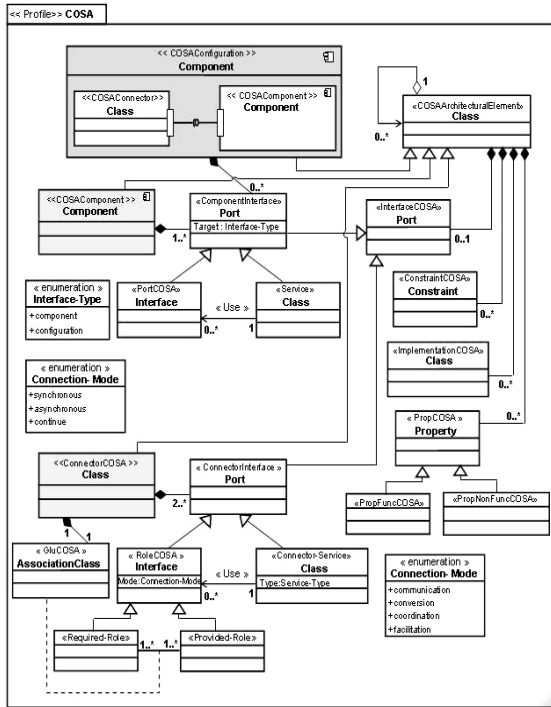 << Profile>> COSA
<< COSAConfiguration >>
Component
<<COSAConnector>>
Class
<< COSAComponent >>
Component
<<COSAArchitecturalElement>>
Class
1
0..*
0..*
<<COSAComponent >>
Component
1..*
«ComponentInterface»
Port
Target : Interface-Type
«InterfaceCOSA»
Port
0..1
« enumeration »
Interface-Type
+component
+configuration
«PortCOSA»
Interface
« Use »
0..*
1
«Service»
Class
«ConstraintCOSA»
Constraint
0..*
« enumeration »
Connection- Mode
+synchronous
+asynchronous
+continue
«ImplementationCOSA»
Class
0..*
« PropCOSA »
Property
0..*
<<ConnectorCOSA >>
Class
2..*
« ConnectorInterface »
Port
«PropFuncCOSA»
«PropNonFuncCOSA»
1
1
« GluCOSA »
AssociationClass
« RoleCOSA »
Interface
Mode:Connection-Mode
« Use »
0..*
1
«Connector-Service»
Class
Type:Service-Type
« enumeration »
Connection- Mode
+communication
+conversion
+coordination
+facilitation
«Required-Role»
1..*
1..*
«Provided-Role»